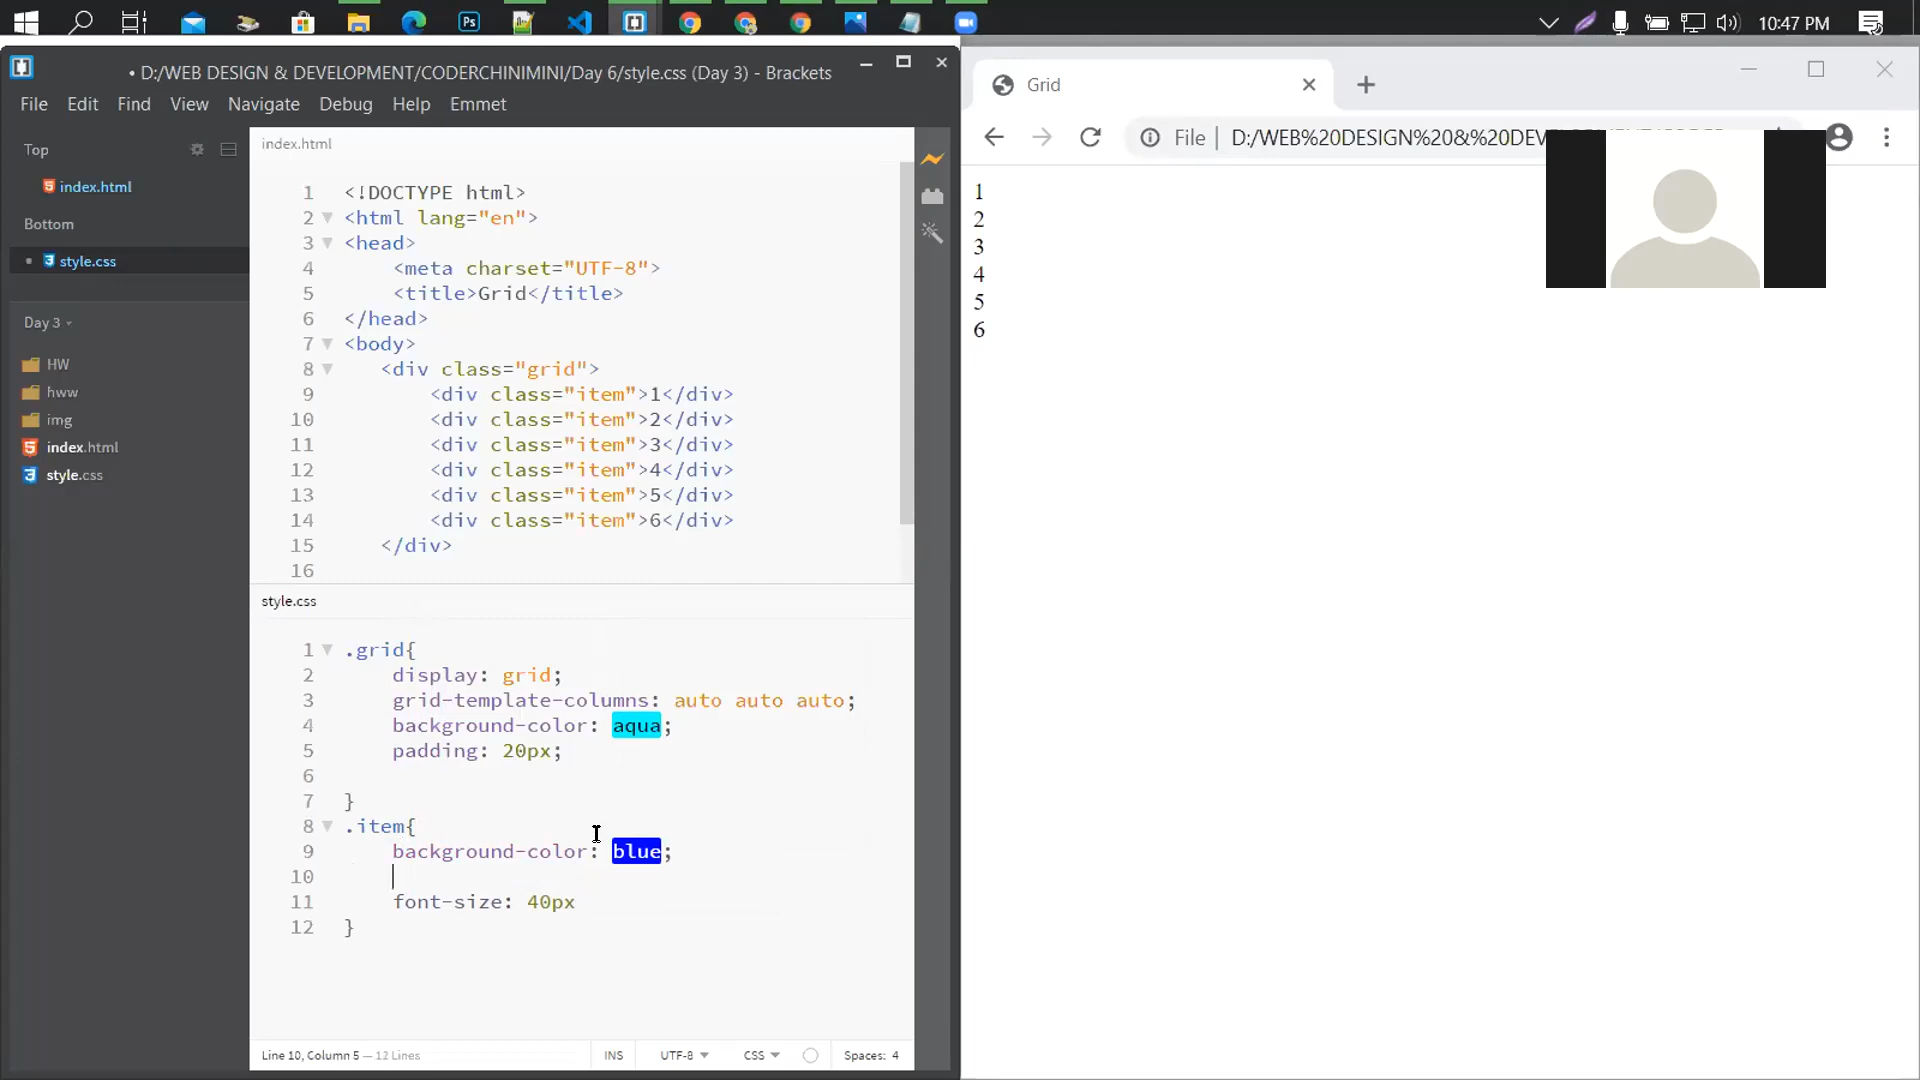 10:47 PM
• D:/WEB DESIGN & DEVELOPMENT/CODERCHINIMINI/Day 6/style.css (Day 3) - Brackets
File Edit Find View Navigate Debug Help Emmet
Top
index.html
Bottom
• style.css
Day 3
HW
hww
img
index.html
style.css
index.html
1 <!DOCTYPE html>
2 <html lang="en">
3 <head>
4 <meta charset="UTF-8">
5 <title>Grid</title>
6 </head>
7 <body>
8 <div class="grid">
9 <div class="item">1</div>
10 <div class="item">2</div>
11 <div class="item">3</div>
12 <div class="item">4</div>
13 <div class="item">5</div>
14 <div class="item">6</div>
15 </div>
16
style.css
1 .grid{
2 display: grid;
3 grid-template-columns: auto auto auto;
4 background-color: aqua;
5 padding: 20px;
6
7 }
8 .item{
9 background-color: blue;
10
11 font-size: 40px
12 }
Line 10, Column 5 — 12 Lines INS UTF-8 CSS Spaces: 4
Grid
File | D:/WEB%20DESIGN%20&%20DEV
1
2
3
4
5
6